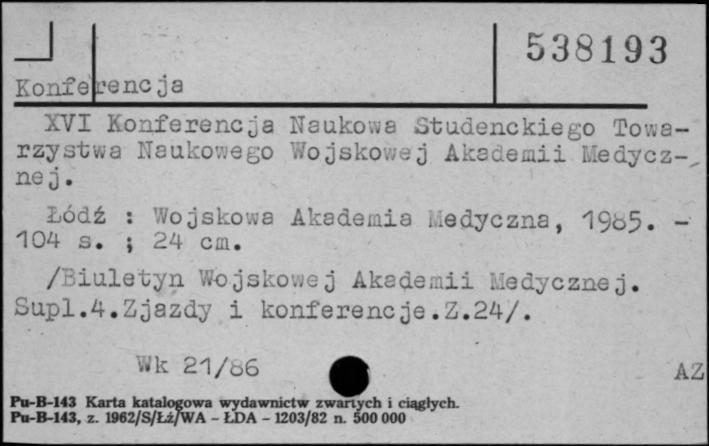 538193
Konferencja
XVI Konferencja Naukowa Studenckiego Towa-
rzystwa Naukowego Wojskowej Akademii Medycz-
nej.
Łódź : Wojskowa Akademia Medyczna, 1985. -
104 s. ; 24 cm.
/Biuletyn Wojskowej Akademii Medycznej.
Supl.4.Zjazdy i konferencje.Z.24/.
Wk 21/86
AZ
Pu-B-143 Karta katalogowa wydawnictw zwartych i ciągłych.
Pu-B-143, z. 1962/S/Łź/WA - ŁDA - 1203/82 n. 500 000